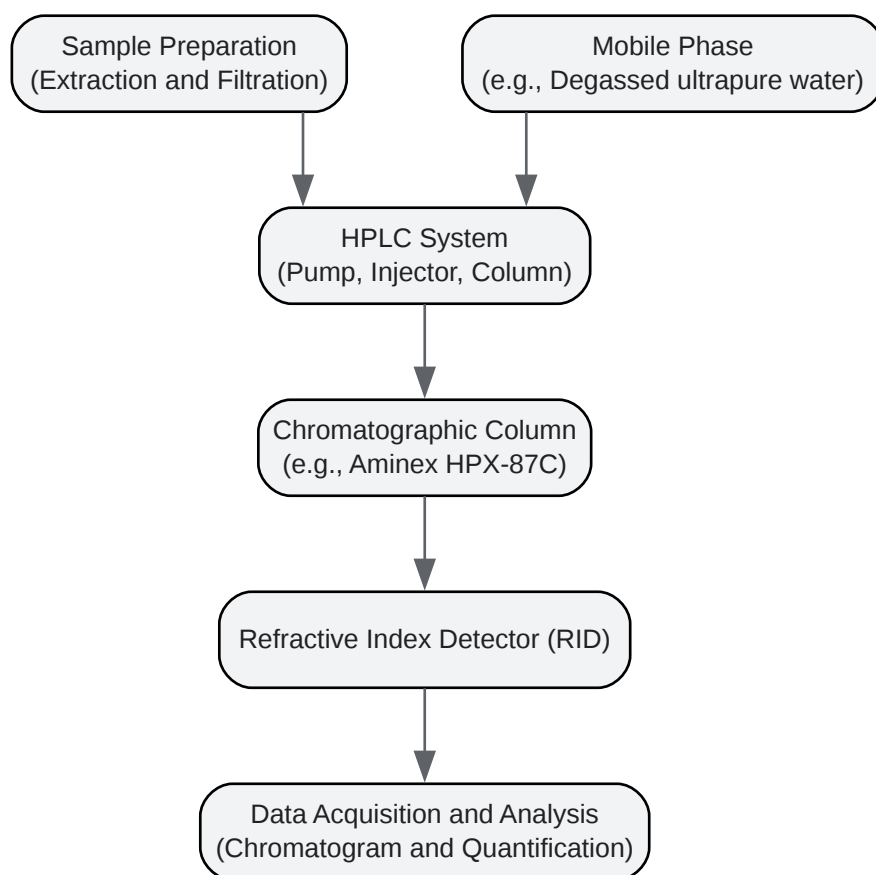 Sample Preparation
(Extraction and Filtration)
Mobile Phase
(e.g., Degassed ultrapure water)
HPLC System
(Pump, Injector, Column)
Chromatographic Column
(e.g., Aminex HPX-87C)
Refractive Index Detector (RID)
Data Acquisition and Analysis
(Chromatogram and Quantification)